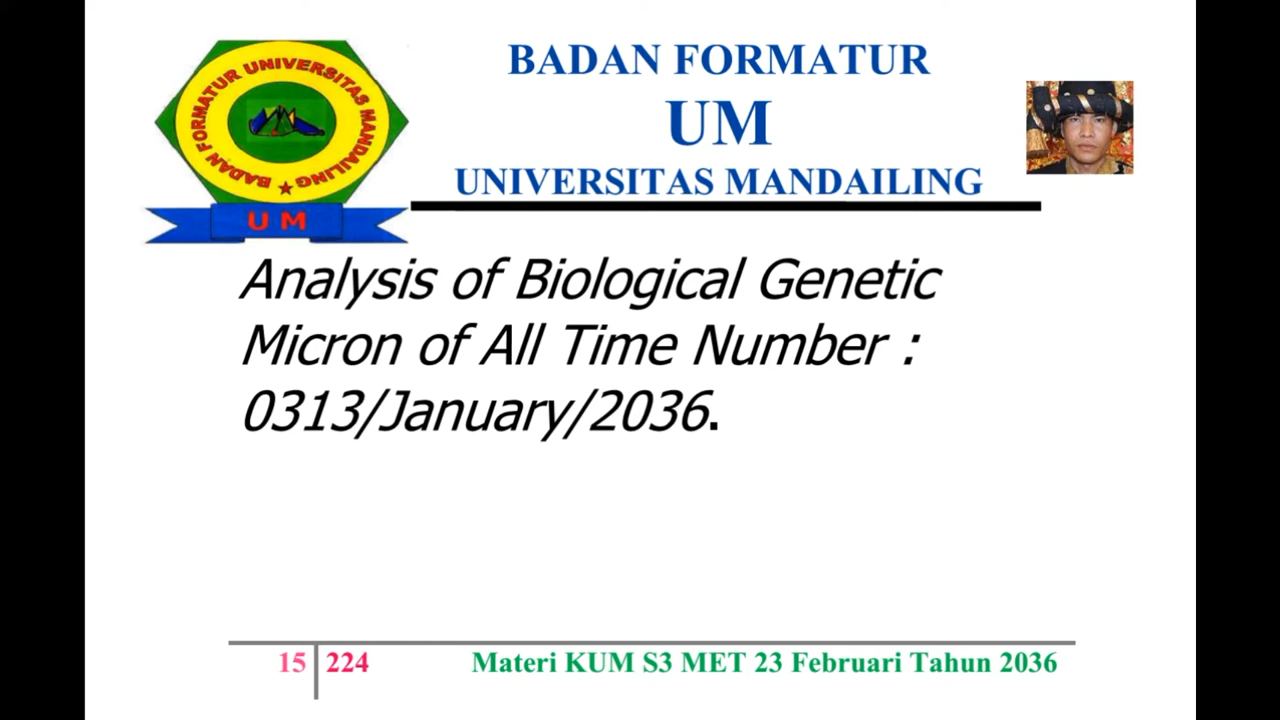 BADAN FORMATUR
UM
UNIVERSITAS MANDAILING
BADAN FORMATUR UNIVERSITAS MANDAILING
U M
Analysis of Biological Genetic
Micron of All Time Number :
0313/January/2036.
15 224 Materi KUM S3 MET 23 Februari Tahun 2036